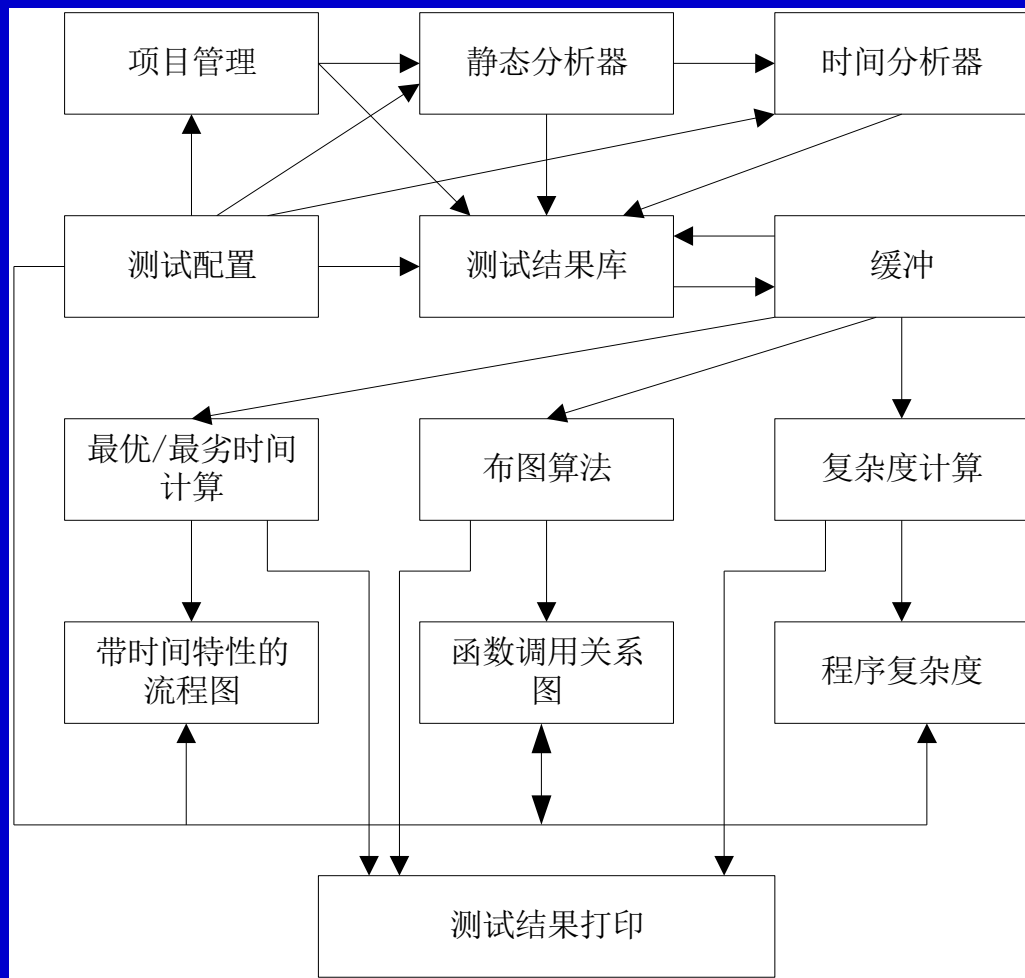 项目管理
静态分析器
时间分析器
测试配置
测试结果库
缓冲
最优/最劣时间
计算
布图算法
复杂度计算
带时间特性的
流程图
函数调用关系
图
程序复杂度
测试结果打印